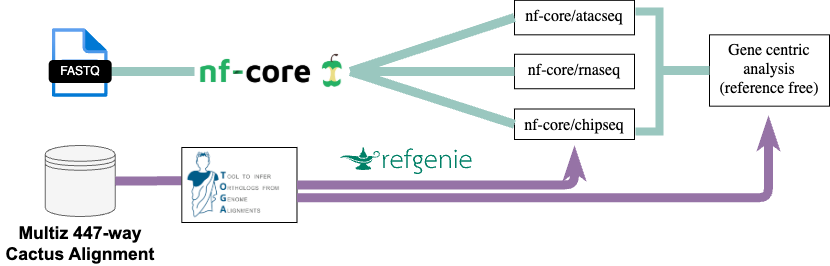 FASTQ
nf-core
nf-core/atacseq
nf-core/rnaseq
nf-core/chipseq
Gene centric
analysis
(reference free)
refgenie
TOGA
TOOL TO INFER
ORTHOLOGS FROM
GENOME
ALIGNMENTS
Multiz 447-way
Cactus Alignment